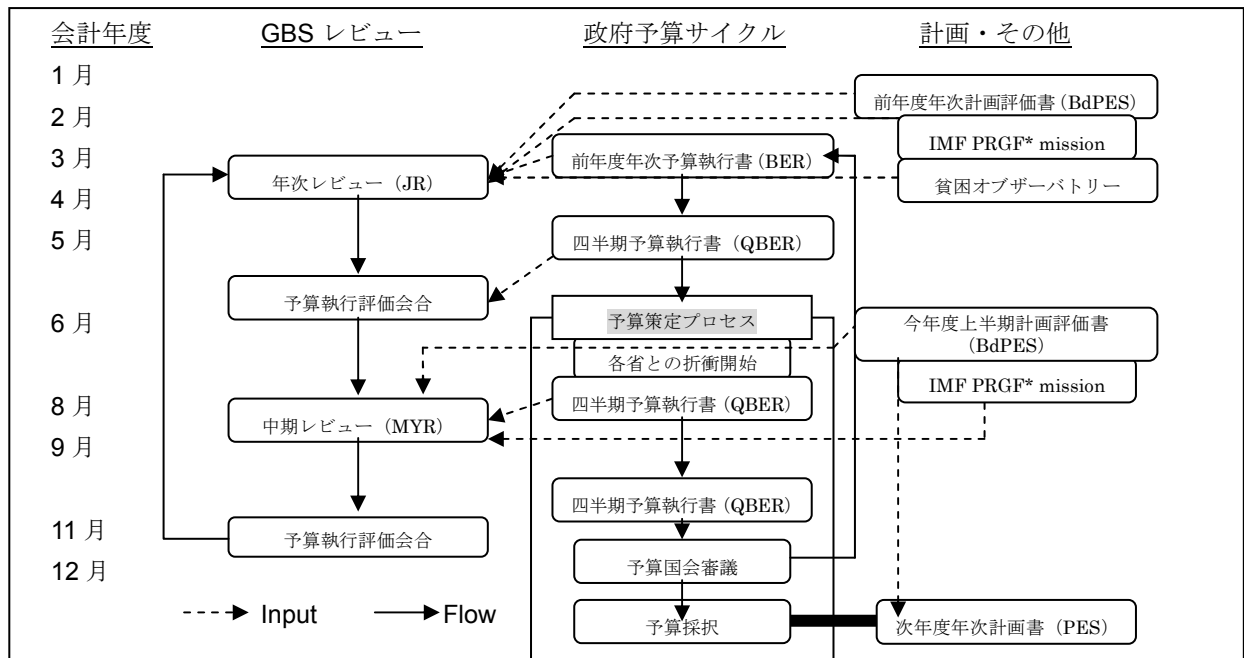 会計年度 GBS レビュー 政府予算サイクル 計画・その他
1 月
前年度年次計画評価書 (BdPES)
2 月
IMF PRGF* mission
3 月
前年度年次予算執行書 (BER)
年次レビュー (JR)
貧困オブザーバトリー
4 月
5 月
四半期予算執行書 (QBER)
予算執行評価会合
6 月
予算策定プロセス
今年度上半期計画評価書
(BdPES)
各省との折衝開始
IMF PRGF* mission
8 月
四半期予算執行書 (QBER)
中期レビュー (MYR)
9 月
四半期予算執行書 (QBER)
11 月
予算執行評価会合
12 月
予算国会審議
Input Flow
予算採択
次年度年次計画書 (PES)